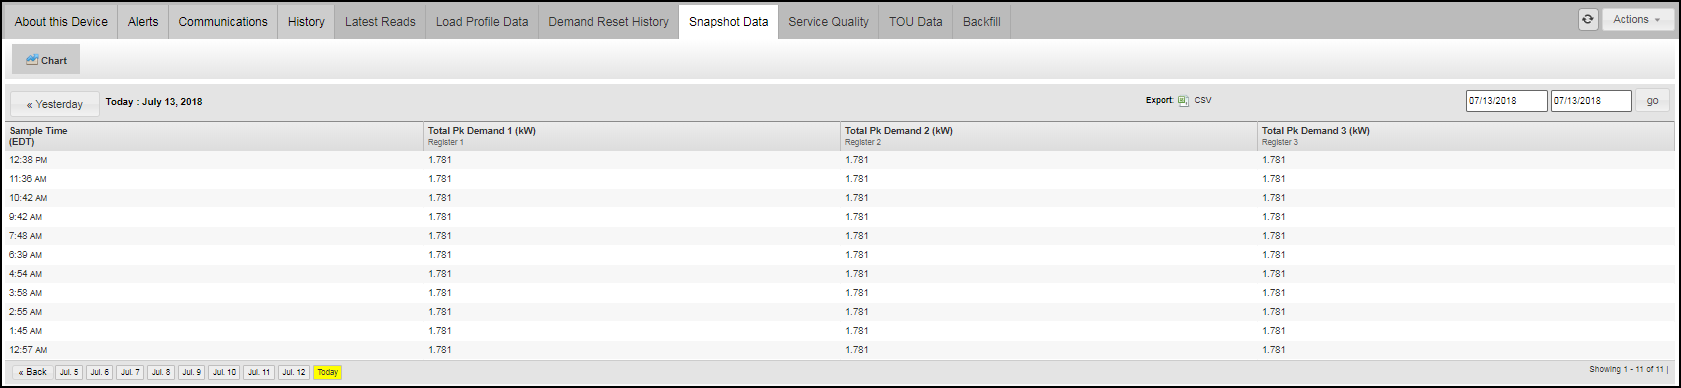 About this Device Alerts Communications History Latest Reads Load Profile Data Demand Reset History Snapshot Data Service Quality TOU Data Backfill Actions
Chart
« Yesterday Today : July 13, 2018 Export: CSV 07/13/2018 07/13/2018 go
Sample Time Total Pk Demand 1 (kW) Total Pk Demand 2 (kW) Total Pk Demand 3 (kW)
(EDT) Register 1 Register 2 Register 3
12:38 PM 1.781 1.781 1.781
11:36 AM 1.781 1.781 1.781
10:42 AM 1.781 1.781 1.781
9:42 AM 1.781 1.781 1.781
7:48 AM 1.781 1.781 1.781
6:39 AM 1.781 1.781 1.781
4:54 AM 1.781 1.781 1.781
3:58 AM 1.781 1.781 1.781
2:55 AM 1.781 1.781 1.781
1:45 AM 1.781 1.781 1.781
12:57 AM 1.781 1.781 1.781
« Back Jul. 5 Jul. 6 Jul. 7 Jul. 8 Jul. 9 Jul. 10 Jul. 11 Jul. 12 Today Showing 1 - 11 of 11 |